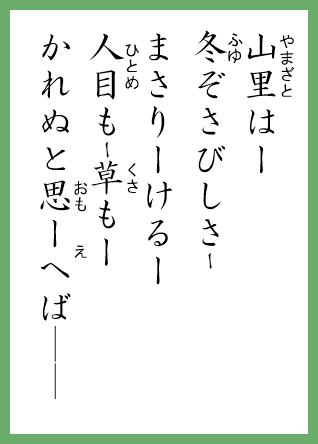 山里はー
冬ぞさびしさ~
まさりーけるー
人目も~草もー
かれぬと思ーへば――
やまざと
ふゆ
ひとめ
くさ
おも
え